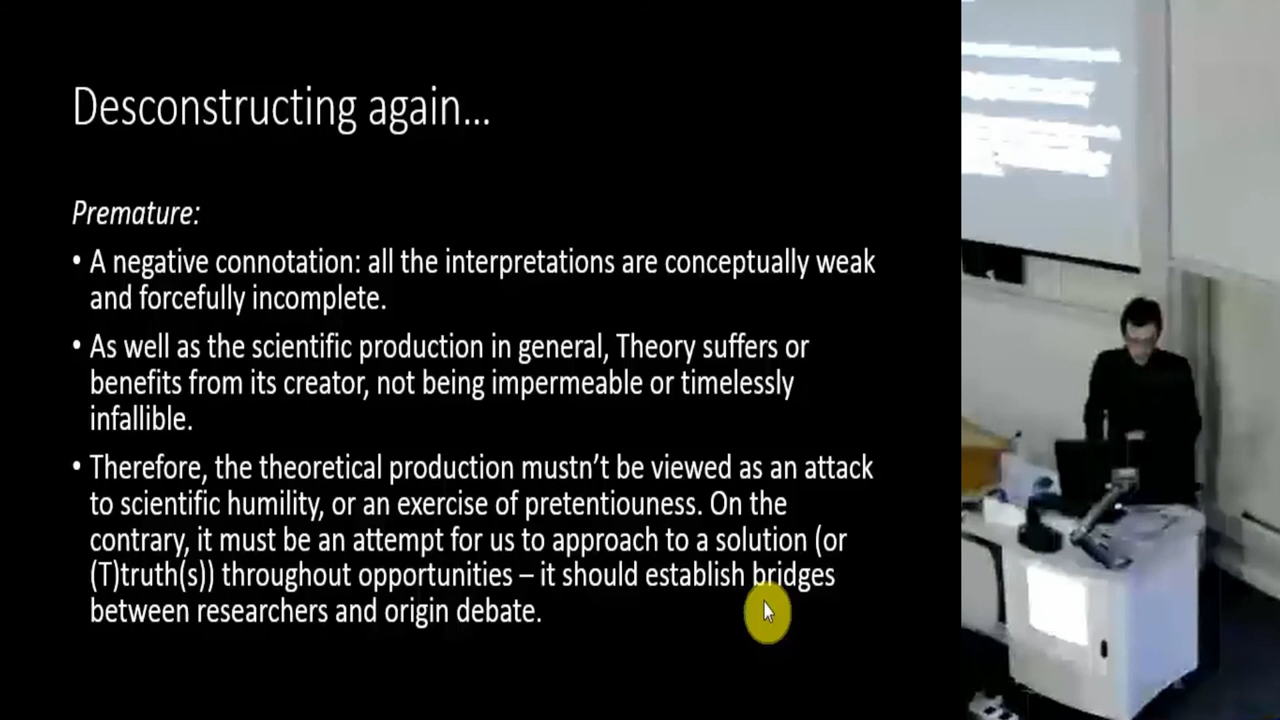 Desconstructing again...
Premature:
• A negative connotation: all the interpretations are conceptually weak
and forcefully incomplete.
• As well as the scientific production in general, Theory suffers or
benefits from its creator, not being impermeable or timelessly
infallible.
• Therefore, the theoretical production mustn't be viewed as an attack
to scientific humility, or an exercise of pretentiouness. On the
contrary, it must be an attempt for us to approach to a solution (or
(T)truth(s)) throughout opportunities – it should establish bridges
between researchers and origin debate.